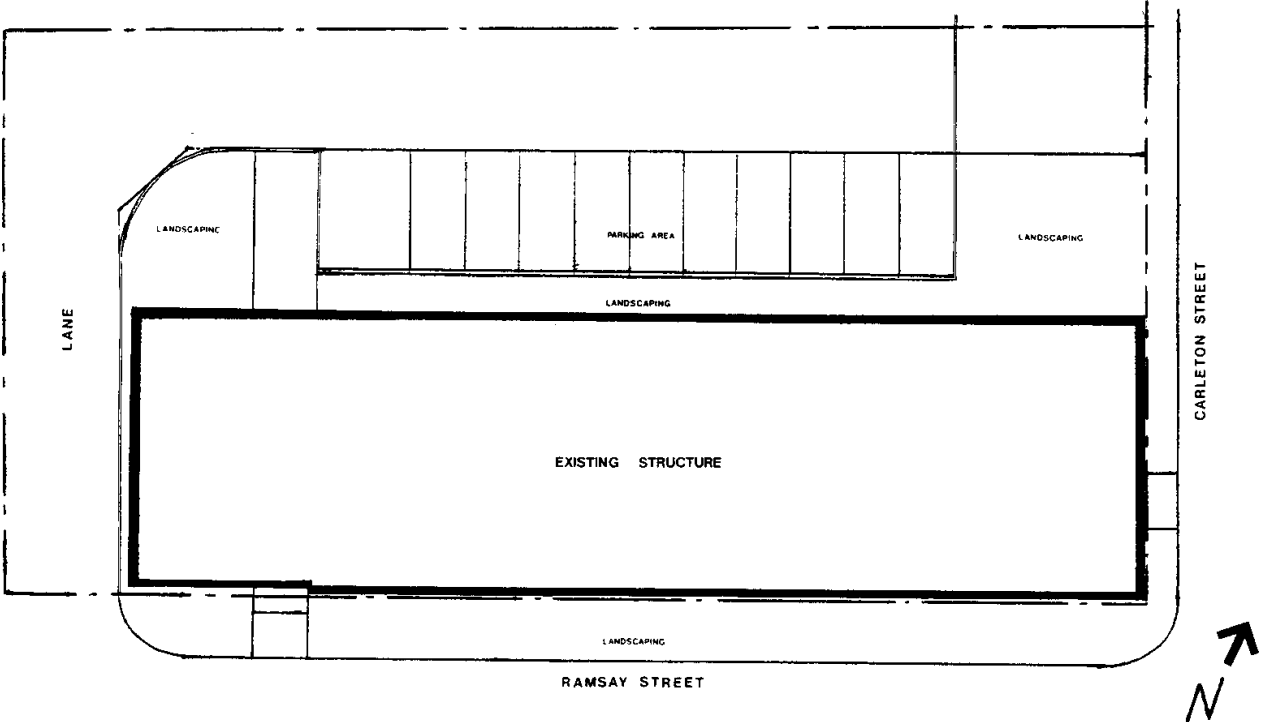 LANDSCAPING
PARKING AREA
LANDSCAPING
LANDSCAPING
LANE
CARLETON STREET
EXISTING STRUCTURE
LANDSCAPING
RAMSAY STREET
N